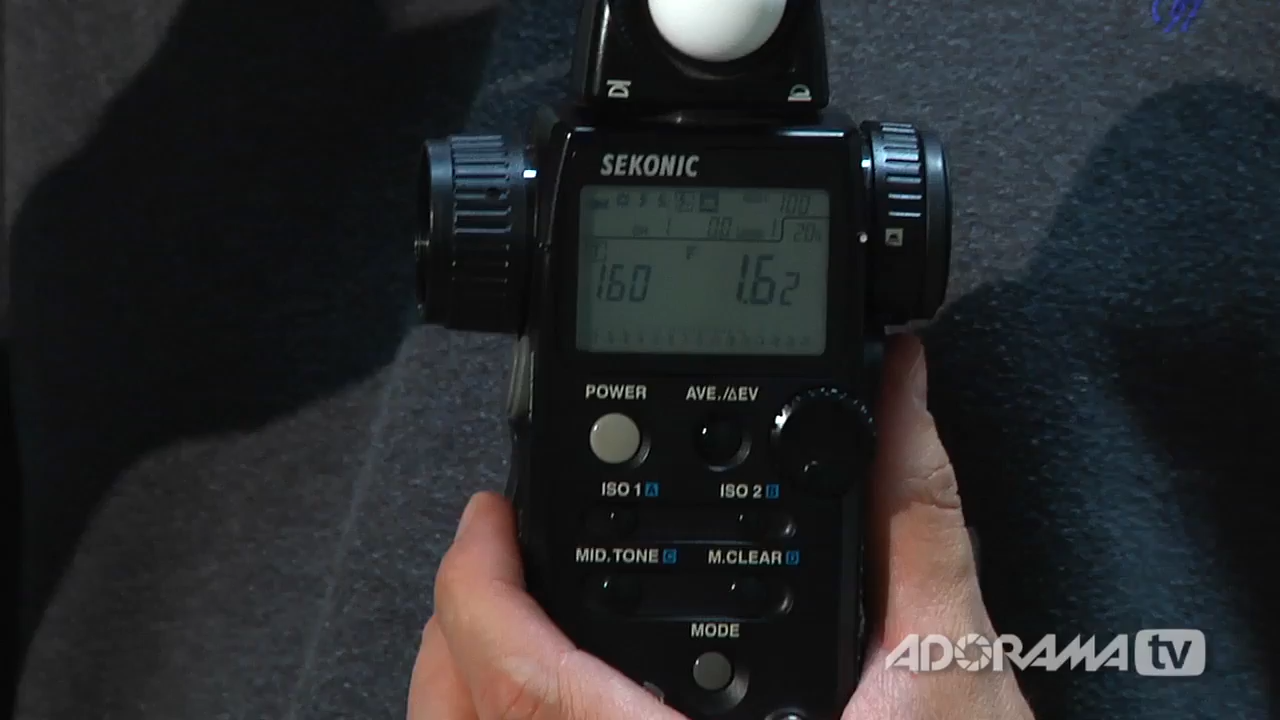 SEKONIC
100
20%
F
160
1.6 2
POWER
AVE./ΔEV
ISO 1 A
ISO 2 B
MID. TONE C
M.CLEAR D
MODE
ADORAMA tv